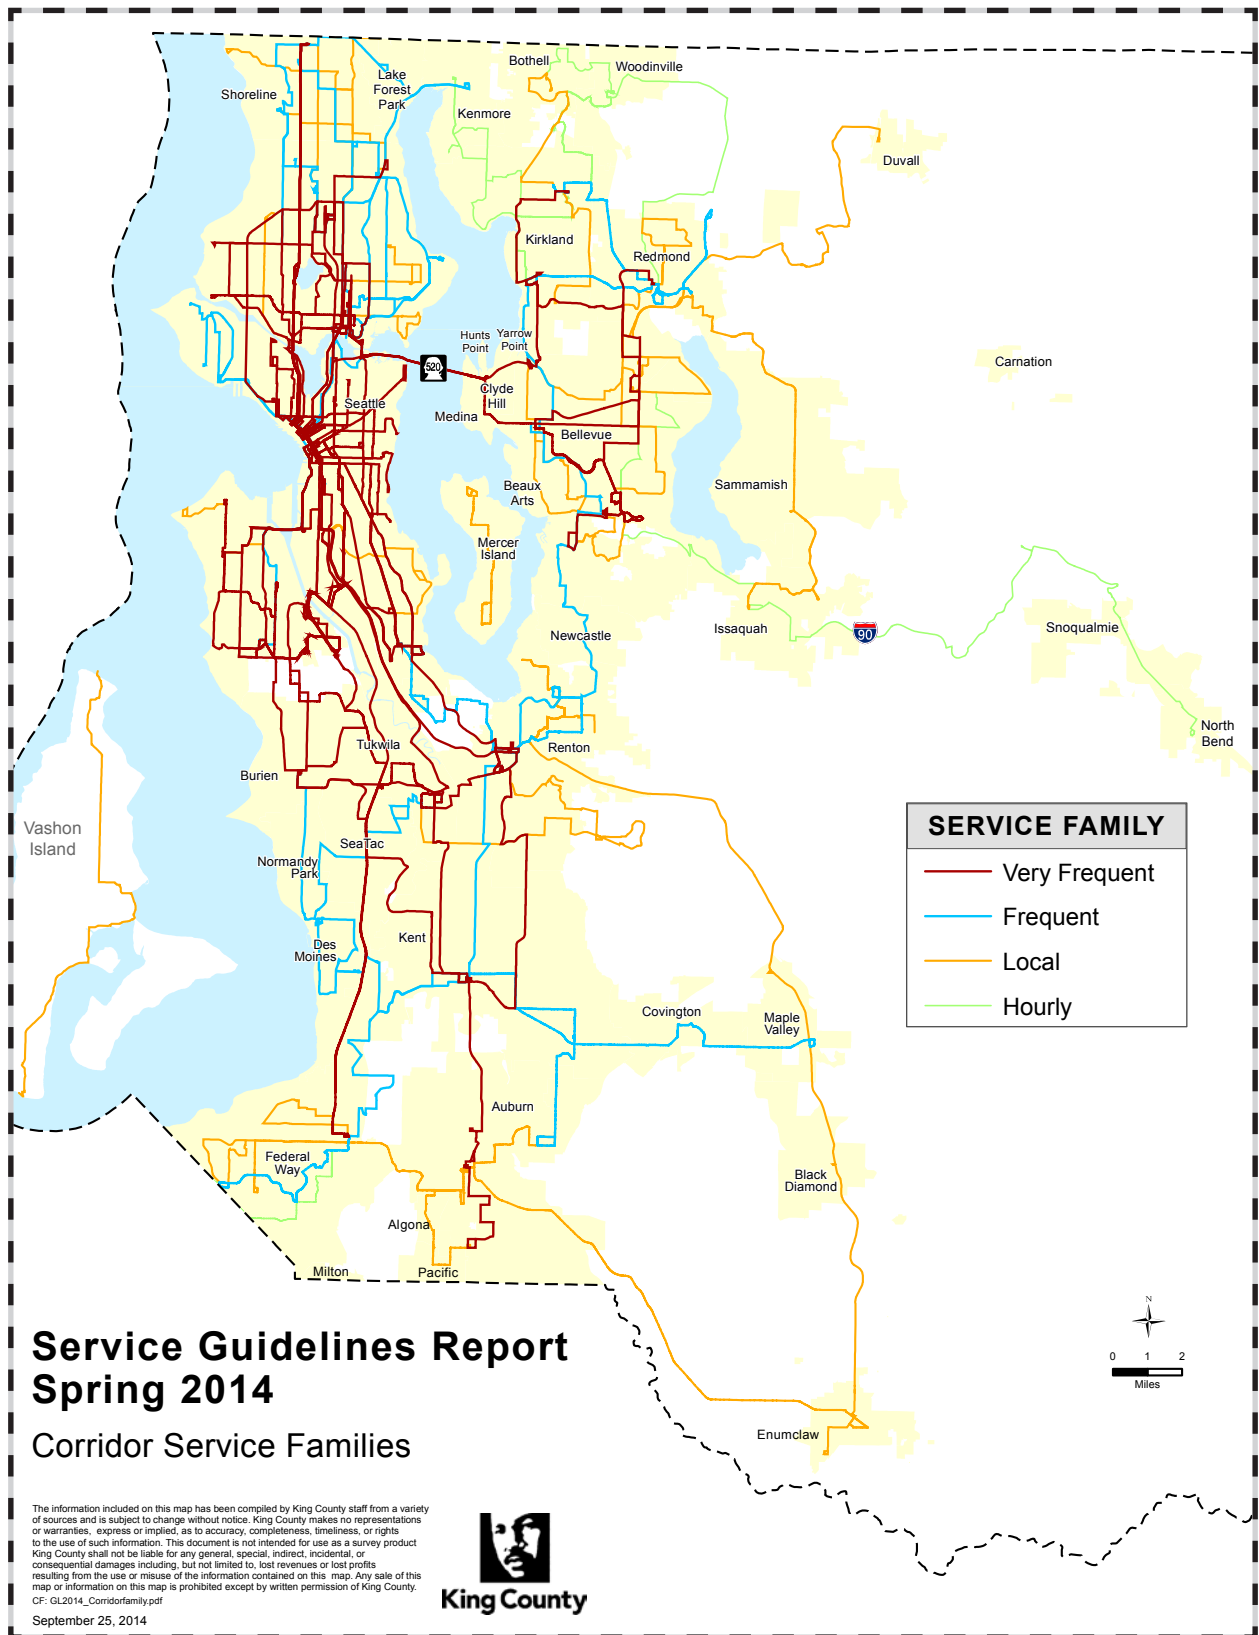 Bothell
Woodinville
Lake
Forest
Park
Shoreline
Kenmore
Duvall
Kirkland
Redmond
Hunts
Point
Yarrow
Point
520
Carnation
Clyde
Hill
Seattle
Medina
Bellevue
Beaux
Arts
Sammamish
Mercer
Island
Newcastle
Issaquah
90
Snoqualmie
North
Bend
Tukwila
Renton
Burien
Vashon
Island
SeaTac
Normandy
Park
SERVICE FAMILY
Very Frequent
Frequent
Local
Hourly
Kent
Des
Moines
Covington
Maple
Valley
Auburn
Federal
Way
Black
Diamond
Algona
Milton
Pacific
N
0 1 2
Miles
Enumclaw
Service Guidelines Report
Spring 2014
Corridor Service Families
The information included on this map has been compiled by King County staff from a variety
of sources and is subject to change without notice. King County makes no representations
or warranties, express or implied, as to accuracy, completeness, timeliness, or rights
to the use of such information. This document is not intended for use as a survey product
King County shall not be liable for any general, special, indirect, incidental, or
consequential damages including, but not limited to, lost revenues or lost profits
resulting from the use or misuse of the information contained on this map. Any sale of this
map or information on this map is prohibited except by written permission of King County.
CF: GL2014_Corridorfamily.pdf
September 25, 2014
King County